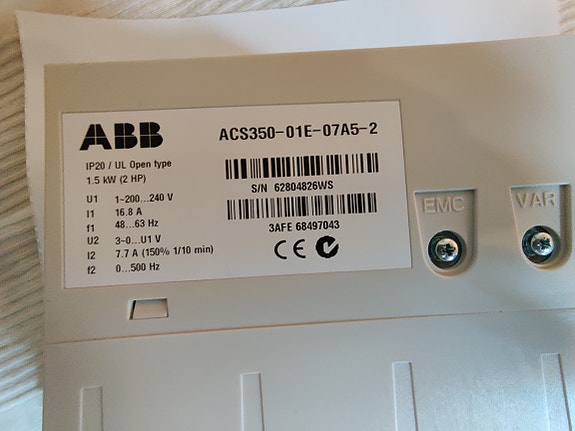 ABB
ACS350-01E-07A5-2
IP20 / UL Open type
1.5 kW (2 HP)
U1 1~200...240 V
I1 16.8 A
f1 48...63 Hz
U2 3~0...U1 V
I2 7.7 A (150% 1/10 min)
f2 0...500 Hz
S/N 62804826WS
3AFE 68497043
CE
EMC
VAR